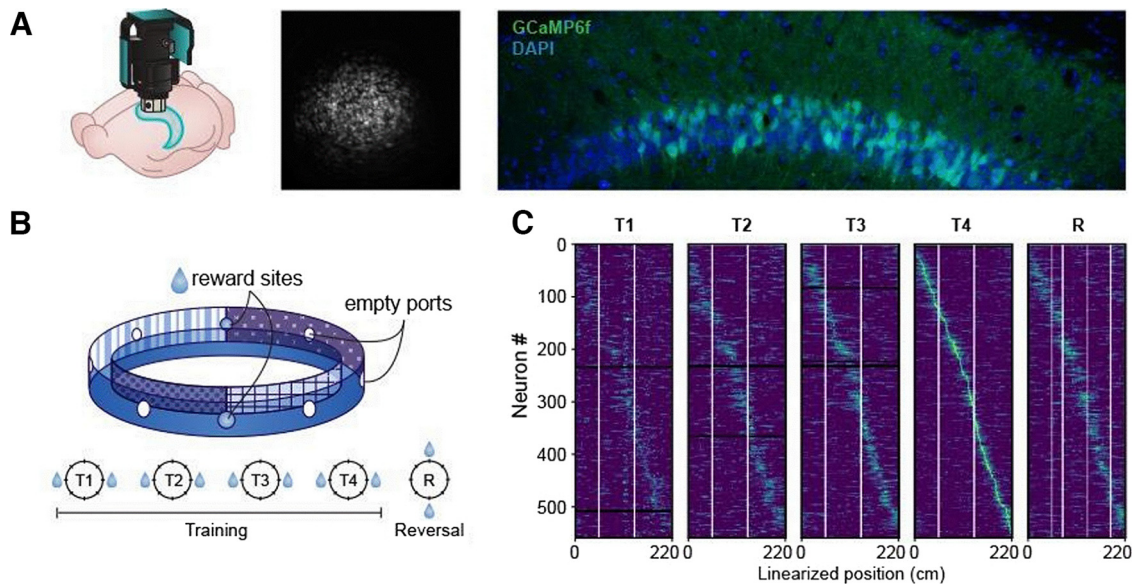 A
GCaMP6f
DAPI
B
reward sites
empty ports
T1 T2 T3 T4 R
Training Reversal
C
T1 T2 T3 T4 R
Neuron #
0
100
200
300
400
500
0 220 0 220 0 220 0 220 0 220
Linearized position (cm)